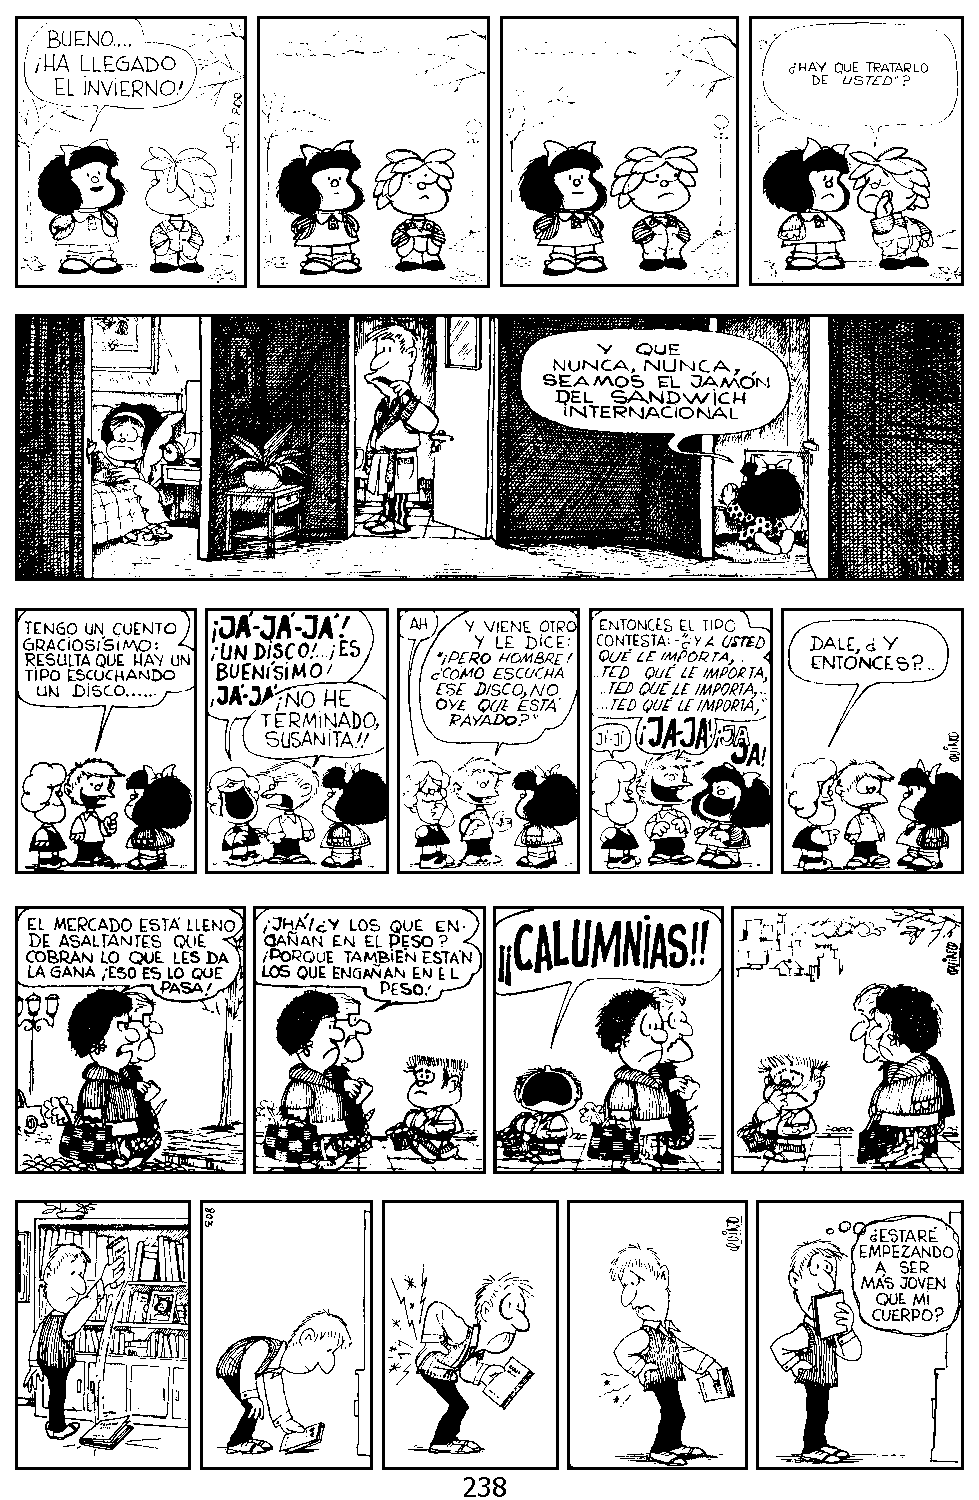 BUENO....
¡HA LLEGADO
EL INVIERNO!
¿HAY QUE TRATARLO
DE USTED"?
Y QUE
NUNCA, NUNCA,
SEAMOS EL JAMÓN
DEL SANDWICH
INTERNACIONAL
TENGO UN CUENTO
GRACIOSÍSIMO:
RESULTA QUE HAY UN
TIPO ESCUCHANDO
UN DISCO......
¡JÁ-JÁ-JÁ!
¡UN DISCO!..¡ES
BUENÍSIMO!
¡JÁ-JÁ!
¡NO HE
TERMINADO,
SUSANITA!!
AH
Y VIENE OTRO
Y LE DICE:
"¡PERO HOMBRE!
¿CÓMO ESCUCHA
ESE DISCO, NO
OYE QUE ESTÁ
RAYADO?"
ENTONCES EL TIPO
CONTESTA:-"¿Y A USTED
QUÉ LE IMPORTA,..
..TED QUÉ LE IMPORTA,
..TED QUÉ LE IMPORTA,..
...TED QUÉ LE IMPORTA,"
JI-JI
¡JA-JA!
¡JA
JA!
DALE, ¿Y
ENTONCES?..
QUINO
EL MERCADO ESTÁ LLENO
DE ASALTANTES QUE
COBRAN LO QUE LES DA
LA GANA ¡ESO ES LO QUE
PASA!
¡JHÁ! ¿Y LOS QUE EN-
GAÑAN EN EL PESO?
¡PORQUE TAMBIÉN ESTÁN
LOS QUE ENGAÑAN EN EL
PESO!
¡¡CALUMNIAS!!
QUINO
803
QUINO
¿ESTARÉ
EMPEZANDO
A SER
MÁS JOVEN
QUE MI
CUERPO?
238